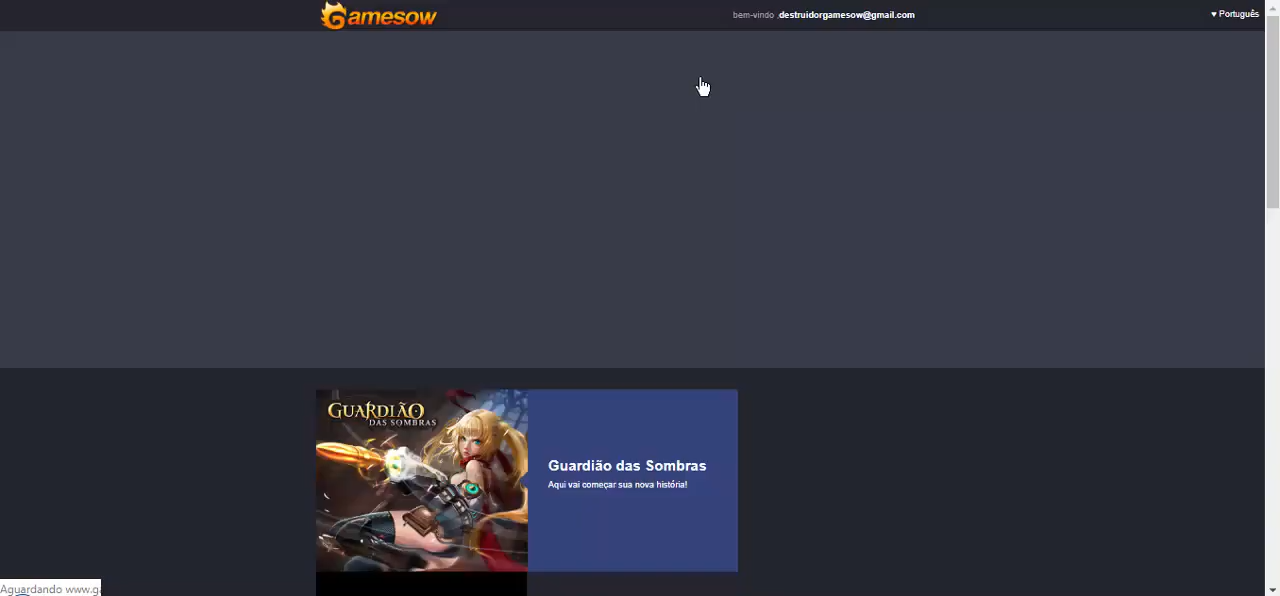 Gamesow
bem-vindo ,destruidorgamesow@gmail.com
▾ Português
GUARDIÃO
DAS SOMBRAS
Guardião das Sombras
Aqui vai começar sua nova história!
Aguardando www.ga